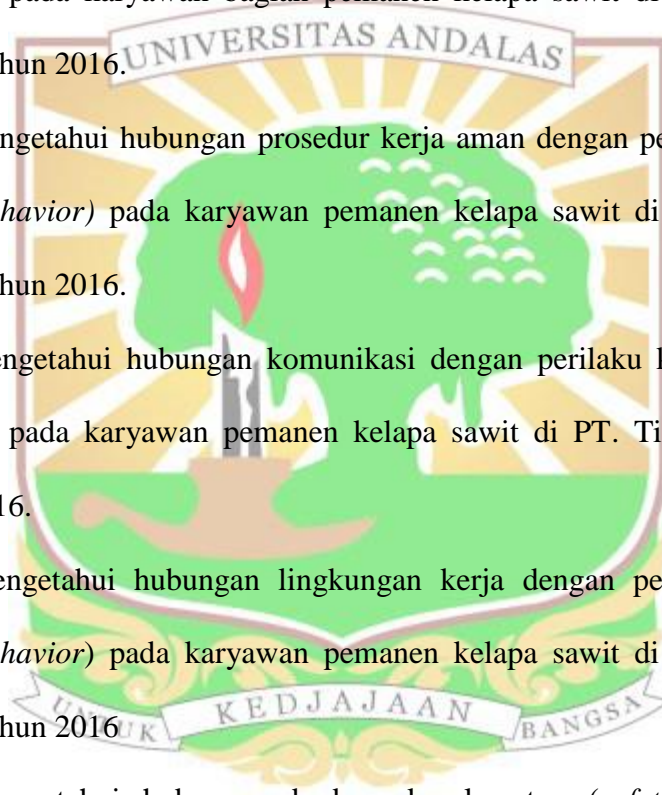 pada karyawan bagian pemanen kelapa sawit di
UNIVERSITAS ANDALAS
hun 2016.
ngetahui hubungan prosedur kerja aman dengan pe
havior) pada karyawan pemanen kelapa sawit di
hun 2016.
engetahui hubungan komunikasi dengan perilaku
pada karyawan pemanen kelapa sawit di PT. Ti
16.
engetahui hubungan lingkungan kerja dengan pe
havior) pada karyawan pemanen kelapa sawit di
hun 2016
UNTUK KEDJAJAAN BANGSA